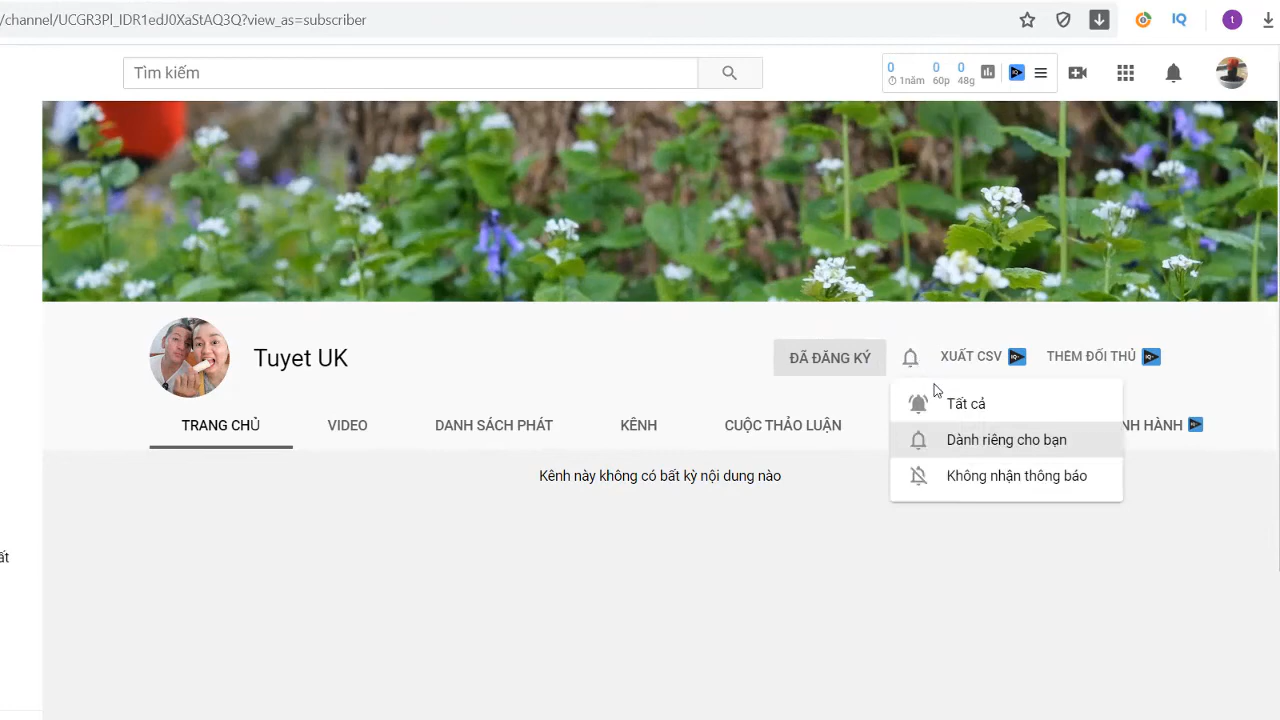 /channel/UCGR3Pl_IDR1edJ0XaStAQ3Q?view_as=subscriber
IQ
t
Tìm kiếm
0 0 0
1năm 60p 48g
Tuyet UK
ĐÃ ĐĂNG KÝ
XUẤT CSV
THÊM ĐỐI THỦ
Tất cả
TRANG CHỦ
VIDEO
DANH SÁCH PHÁT
KÊNH
CUỘC THẢO LUẬN
NH HÀNH
Dành riêng cho bạn
Kênh này không có bất kỳ nội dung nào
Không nhận thông báo
ất